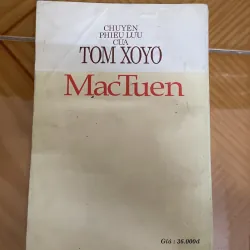 CHUYỆN
PHIÊU LƯU
CỦA
TOM XOYO
MacTuen
Giá : 36.000đ